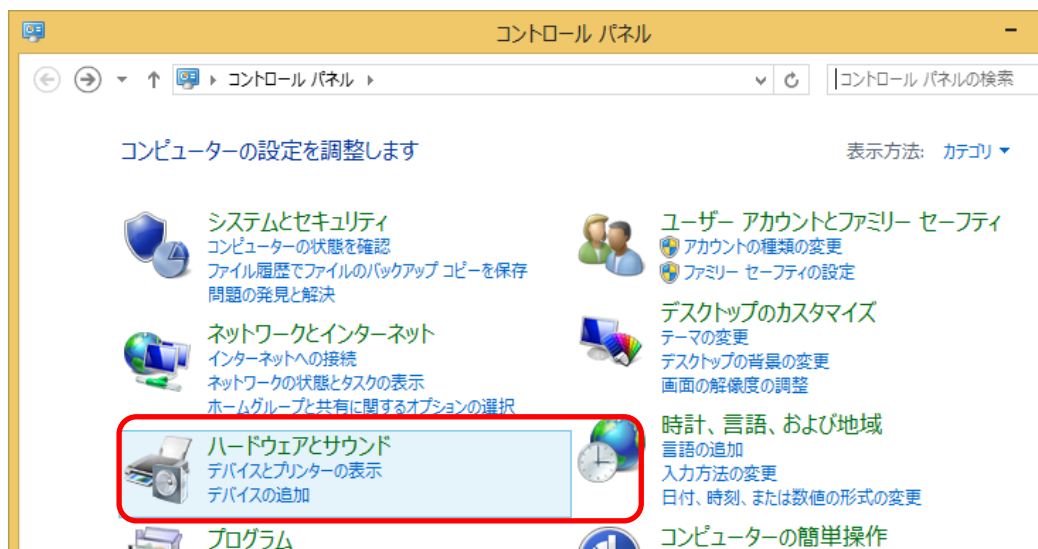 コントロール パネル
コントロール パネル
コントロール パネルの検索
コンピューターの設定を調整します
表示方法: カテゴリ
システムとセキュリティ
コンピューターの状態を確認
ファイル履歴でファイルのバックアップ コピーを保存
問題の発見と解決
ネットワークとインターネット
インターネットへの接続
ネットワークの状態とタスクの表示
ホームグループと共有に関するオプションの選択
ハードウェアとサウンド
デバイスとプリンターの表示
デバイスの追加
プログラム
ユーザー アカウントとファミリー セーフティ
アカウントの種類の変更
ファミリー セーフティの設定
デスクトップのカスタマイズ
テーマの変更
デスクトップの背景の変更
画面の解像度の調整
時計、言語、および地域
言語の追加
入力方法の変更
日付、時刻、または数値の形式の変更
コンピューターの簡単操作